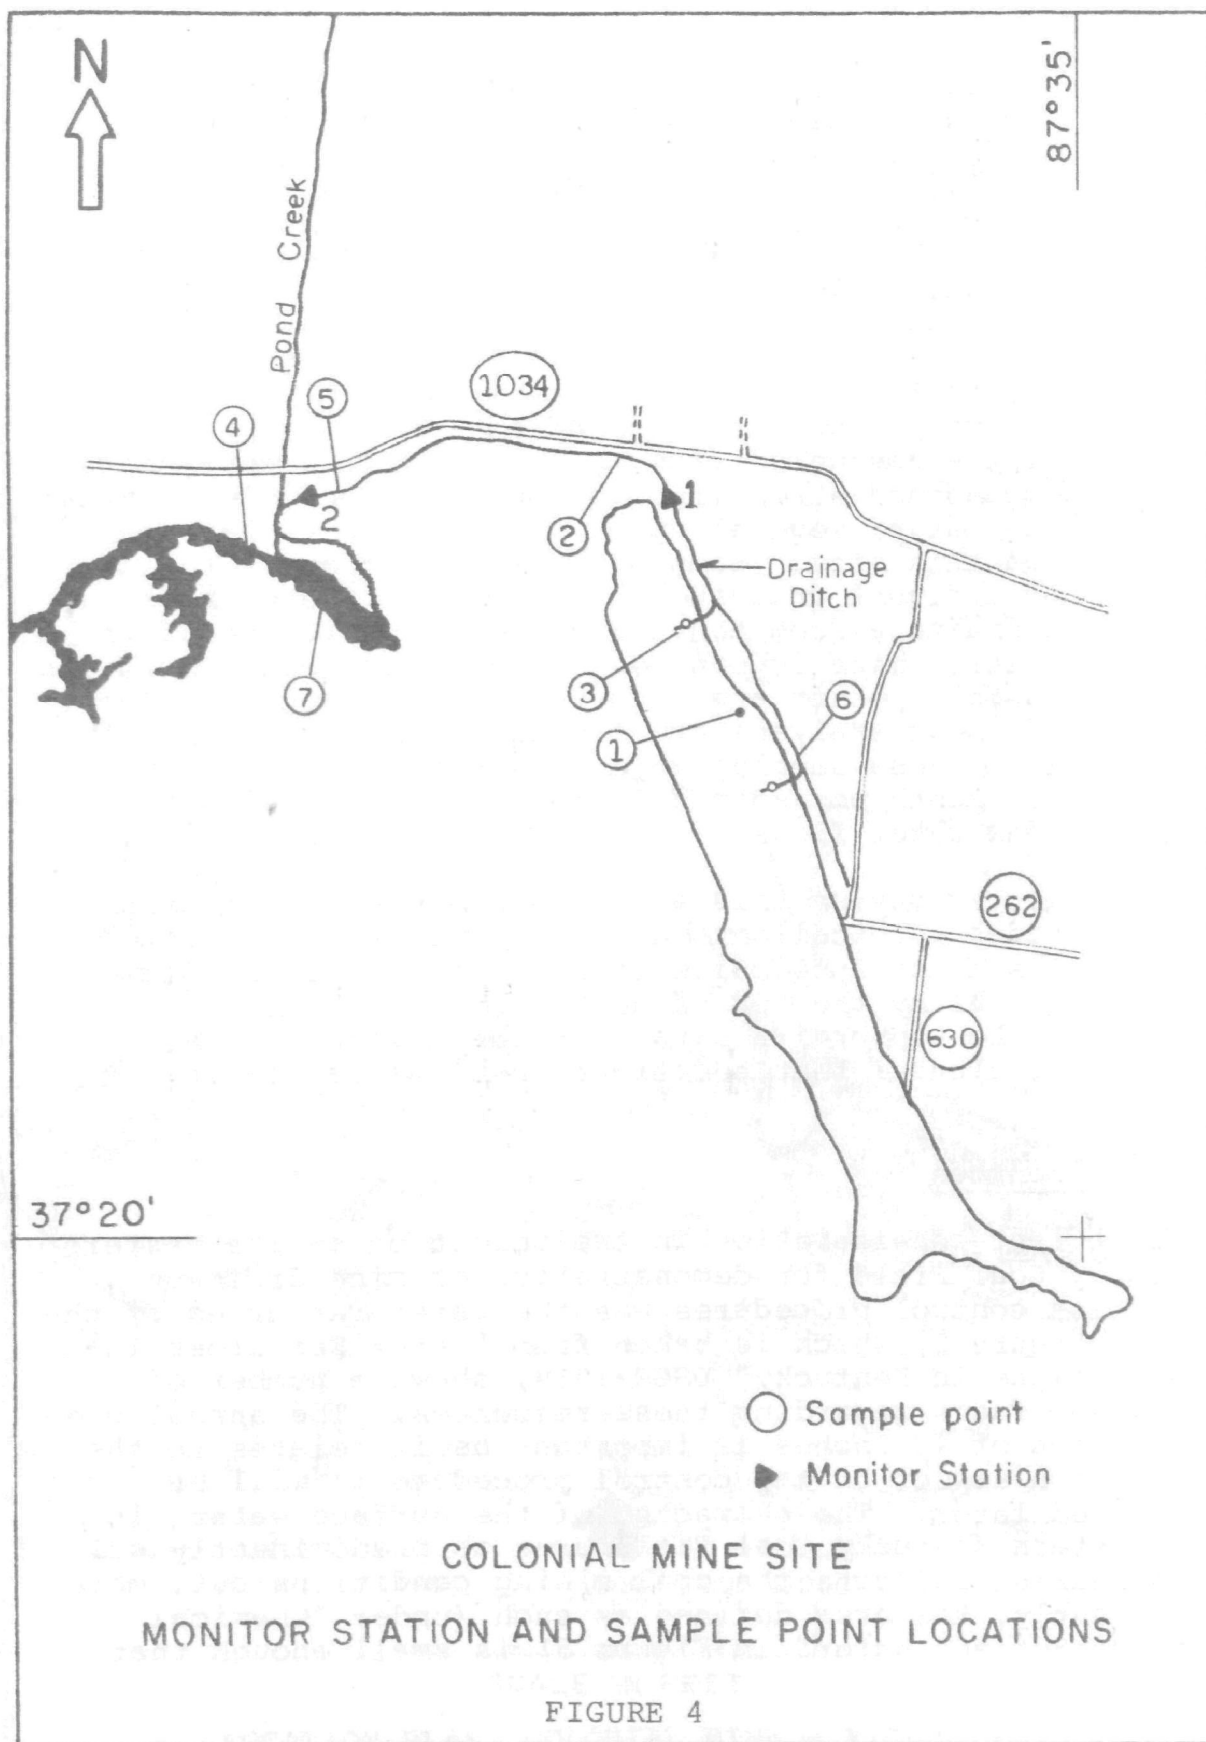 N
87°35'
Pond Creek
1034
5
4
2
1
2
Drainage
Ditch
3
7
6
1
262
630
37°20'
Sample point
Monitor Station
COLONIAL MINE SITE
MONITOR STATION AND SAMPLE POINT LOCATIONS
FIGURE 4